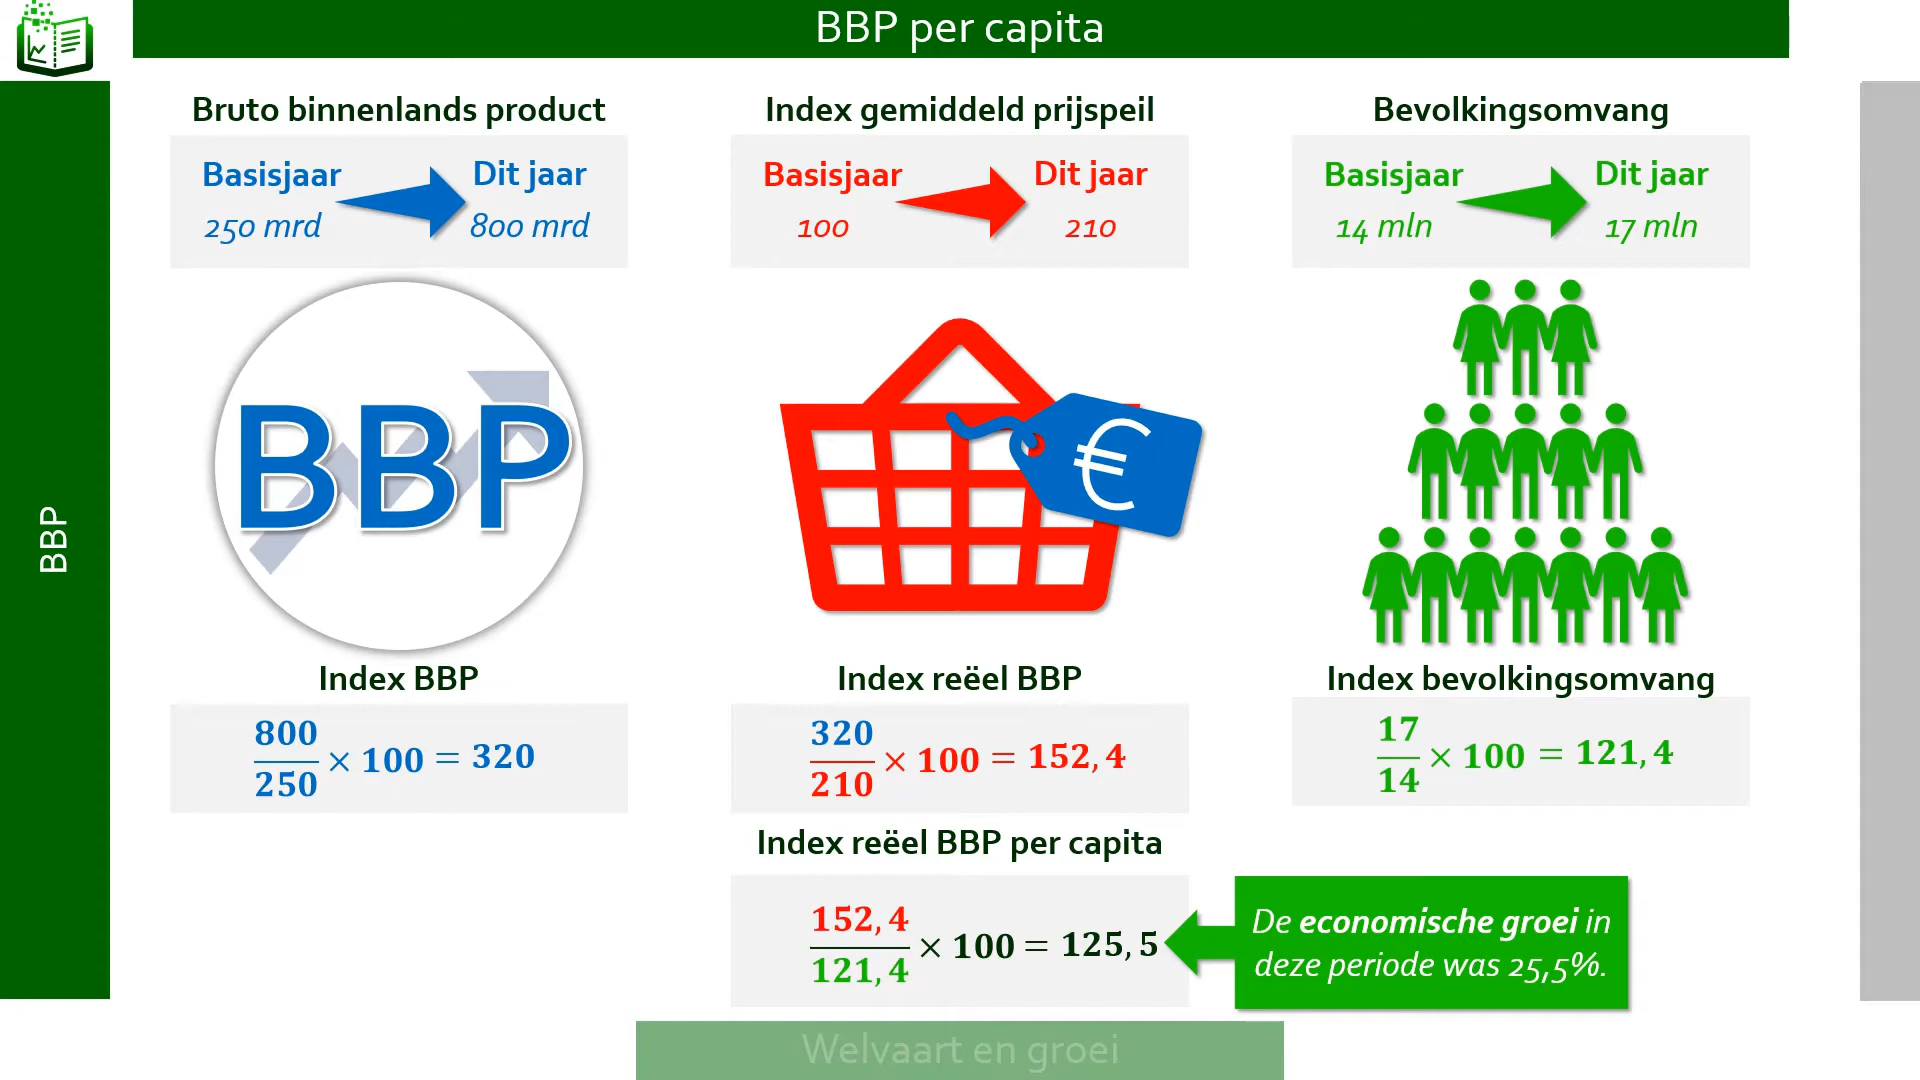 BBP per capita
BBP
Bruto binnenlands product
Basisjaar
Dit jaar
250 mrd
800 mrd
BBP
Index BBP
800
250
× 100 = 320
Index gemiddeld prijspeil
Basisjaar
Dit jaar
100
210
€
Index reëel BBP
320
210
× 100 = 152,4
Bevolkingsomvang
Basisjaar
Dit jaar
14 mln
17 mln
Index bevolkingsomvang
17
14
× 100 = 121,4
Index reëel BBP per capita
152,4
121,4
× 100 = 125,5
De economische groei in
deze periode was 25,5%.
Welvaart en groei